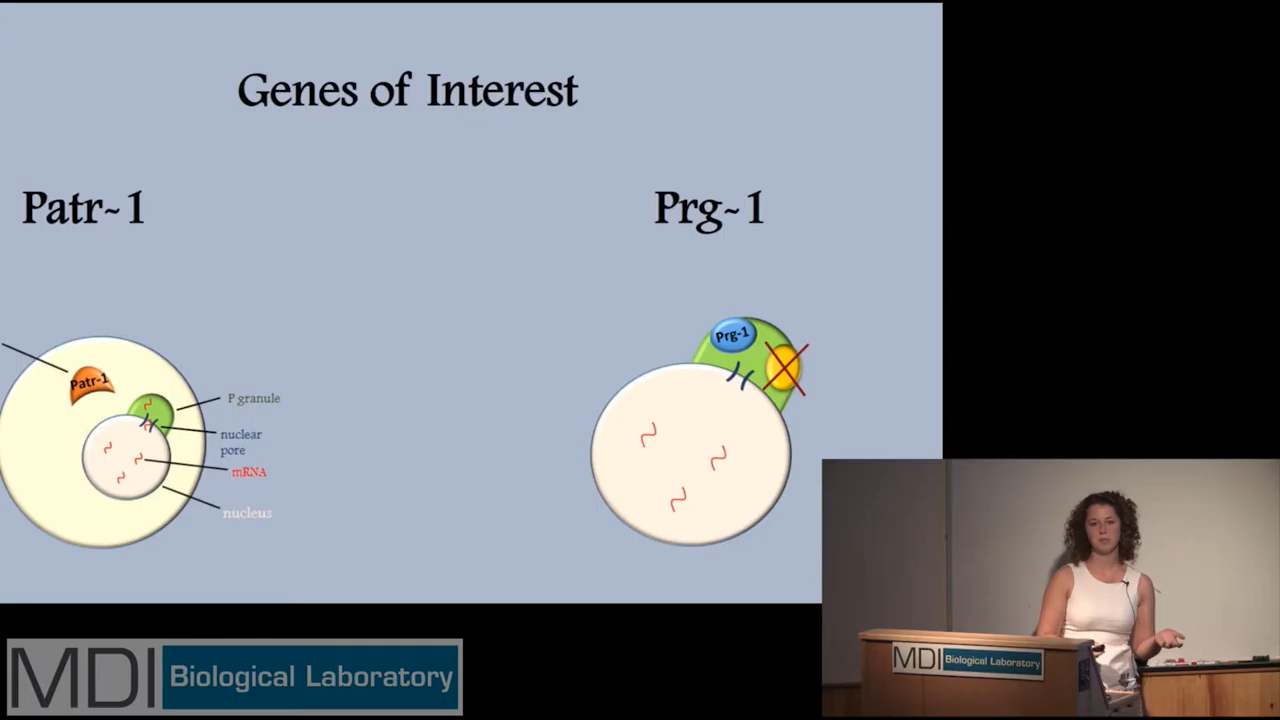 Genes of Interest
Patr-1
Prg-1
Prg-1
Patr-1
P granule
nuclear
pore
mRNA
nucleus
MDI Biological Laboratory
MDI Biological Laboratory